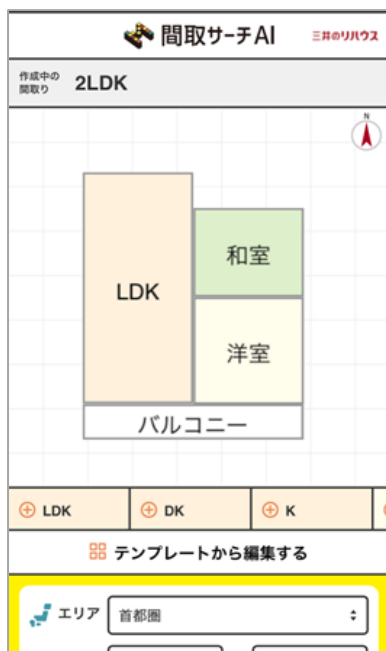 間取サーチAI 三井のリハウス
作成中の
間取り 2LDK
N
LDK
和室
洋室
バルコニー
LDK DK K
テンプレートから編集する
エリア 首都圏